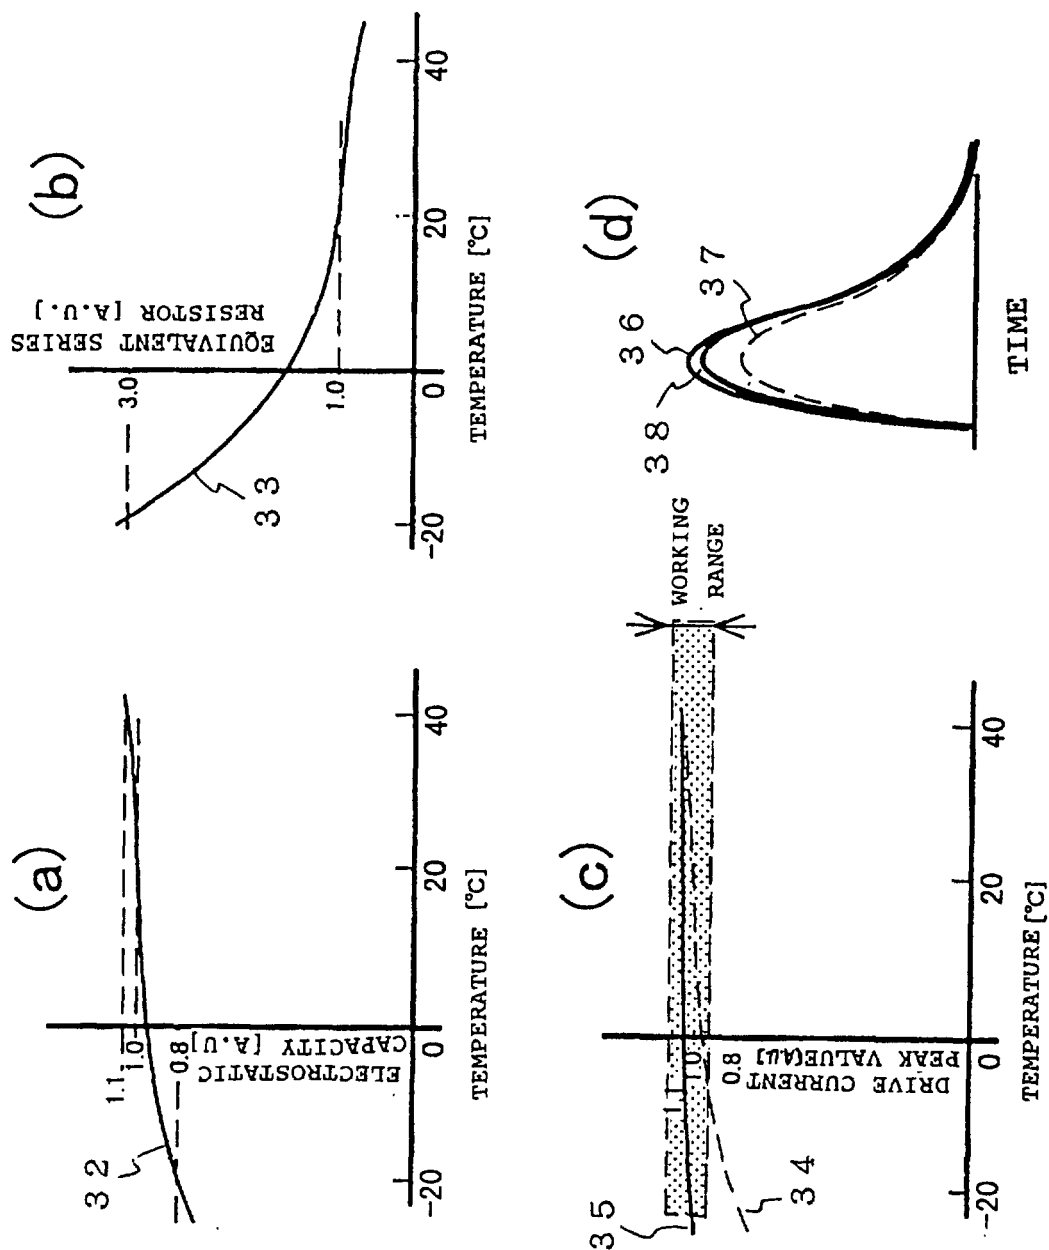 (a)
ELECTROSTATIC
CAPACITY [A.U]
1.1
1.0
0.8
32
-20
0
20
40
TEMPERATURE [°C]
(b)
EQUIVALENT SERIES
RESISTOR [A.U.]
3.0
1.0
33
-20
0
20
40
TEMPERATURE [°C]
(c)
DRIVE CURRENT
PEAK VALUE[AU]
1.1
1.0
0.8
35
34
WORKING
RANGE
-20
0
20
40
TEMPERATURE[°C]
(d)
36
37
38
TIME